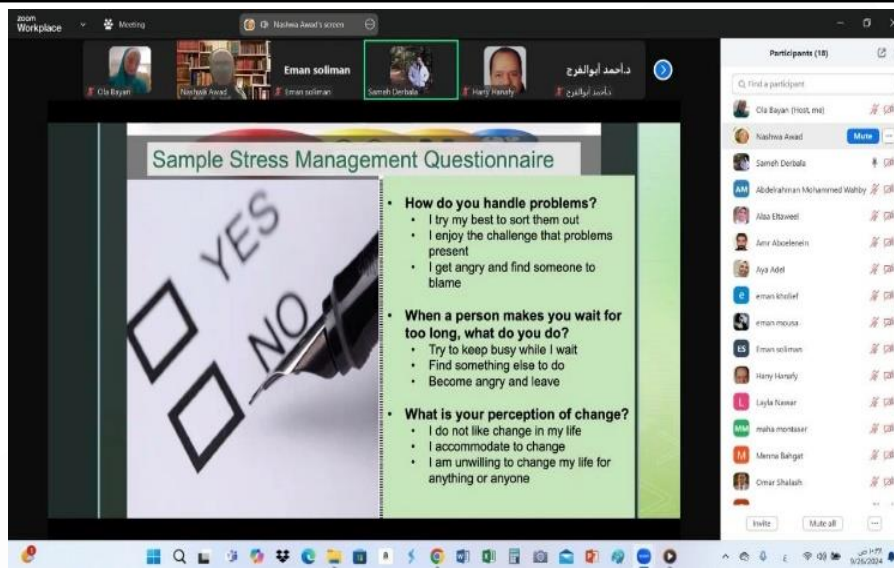 zoom
Workplace
Meeting
Nashwa Awad's screen
Ola Bayan
Nashwa Awad
Eman soliman
Eman soliman
Sameh Derbala
Hany Hanafy
د.أحمد أبوالفرج
د.أحمد أبوالفرج
Sample Stress Management Questionnaire
YES
NO
• How do you handle problems?
• I try my best to sort them out
• I enjoy the challenge that problems
present
• I get angry and find someone to
blame
• When a person makes you wait for
too long, what do you do?
• Try to keep busy while I wait
• Find something else to do
• Become angry and leave
• What is your perception of change?
• I do not like change in my life
• I accommodate to change
• I am unwilling to change my life for
anything or anyone
Participants (18)
Find a participant
Ola Bayan (Host, me)
Nashwa Awad
Mute
Sameh Derbala
AM
Abdelrahman Mohammed Wahby
Alaa Eltaweel
Amr Aboelenein
Aya Adel
e
eman kholief
eman mousa
ES
Eman soliman
Hany Hanafy
L
Layla Nawar
MM
maha montaser
M
Menna Bahgat
Omar Shalash
Invite
Mute all
9/26/2024